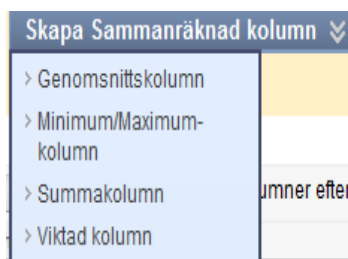 Skapa Sammanräknad kolumn
> Genomsnittskolumn
> Minimum/Maximum-
kolumn
> Summakolumn
umner efter
> Viktad kolumn